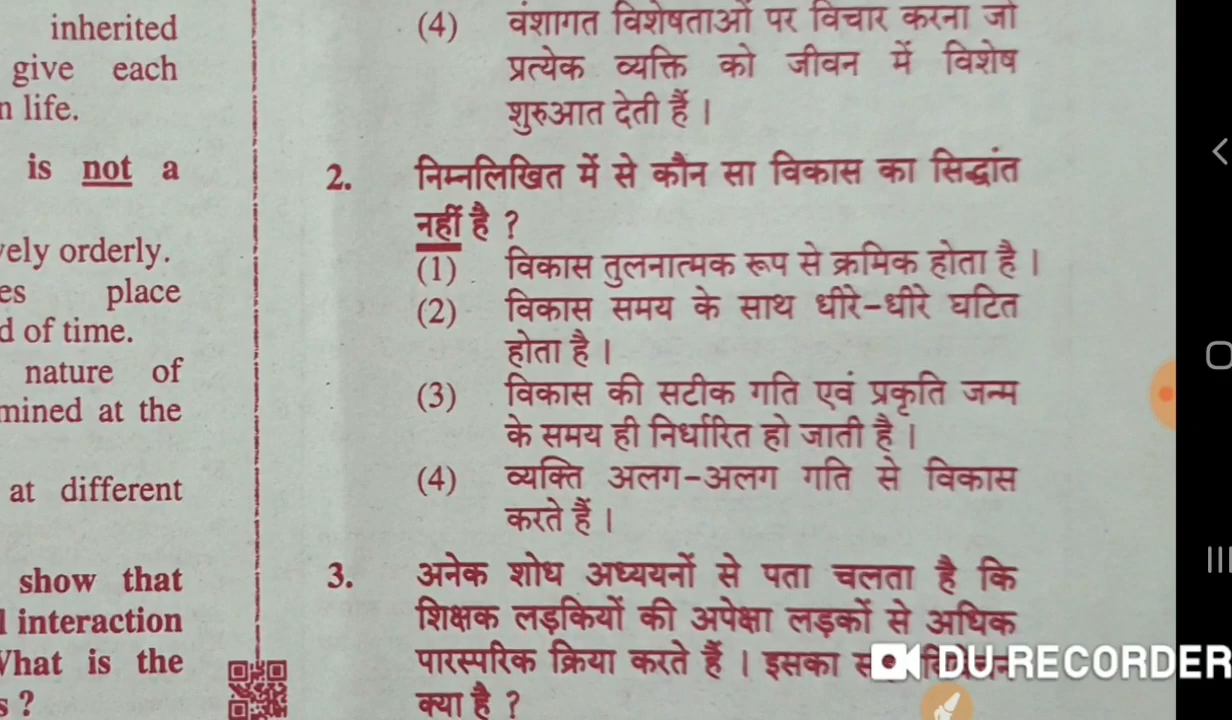 inherited
give each
n life.
is not a
vely orderly.
es place
d of time.
nature of
mined at the
at different
show that
l interaction
What is the
s ?
(4) वंशागत विशेषताओं पर विचार करना जो
प्रत्येक व्यक्ति को जीवन में विशेष
शुरुआत देती हैं ।
2. निम्नलिखित में से कौन सा विकास का सिद्धांत
नहीं है ?
(1) विकास तुलनात्मक रूप से क्रमिक होता है ।
(2) विकास समय के साथ धीरे-धीरे घटित
होता है ।
(3) विकास की सटीक गति एवं प्रकृति जन्म
के समय ही निर्धारित हो जाती है ।
(4) व्यक्ति अलग-अलग गति से विकास
करते हैं ।
3. अनेक शोध अध्ययनों से पता चलता है कि
शिक्षक लड़कियों की अपेक्षा लड़कों से अधिक
पारस्परिक क्रिया करते हैं । इसका
क्या है ?
DU RECORDER